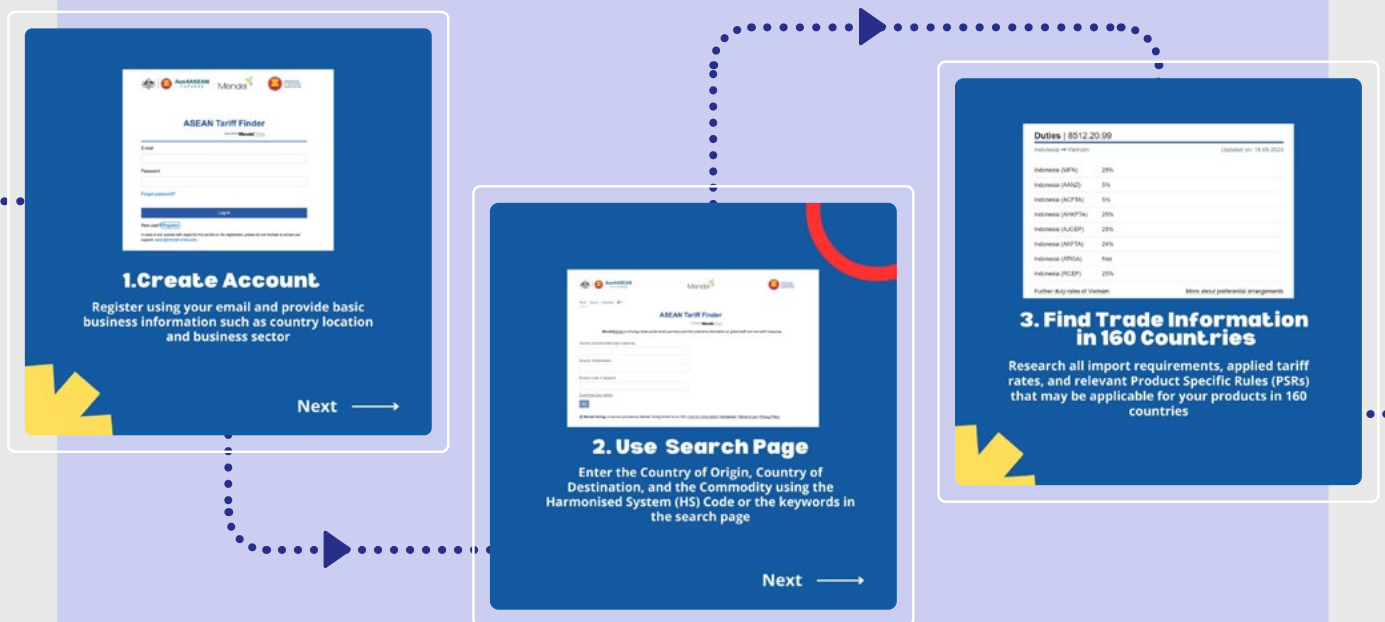 Aus4ASEAN
FUTURES
Mendel
ASEAN Tariff Finder
E-mail
Password
Forgot password?
Log in
New user? Register
1.Create Account
Register using your email and provide basic
business information such as country location
and business sector
Next
Aus4ASEAN
Mendel
ASEAN Tariff Finder
2. Use Search Page
Enter the Country of Origin, Country of
Destination, and the Commodity using the
Harmonised System (HS) Code or the keywords in
the search page
Next
Duties | 8512.20.99
Indonesia → Vietnam
Indonesia (MFN) 25%
Indonesia (AANZ) 5%
Indonesia (ACFTA) 5%
Indonesia (AHKFTA) 25%
Indonesia (AJCEP) 25%
Indonesia (AKFTA) 24%
Indonesia (ATIGA) free
Indonesia (RCEP) 25%
Further duty rates of Vietnam More about preferential arrangements
3. Find Trade Information
in 160 Countries
Research all import requirements, applied tariff
rates, and relevant Product Specific Rules (PSRs)
that may be applicable for your products in 160
countries